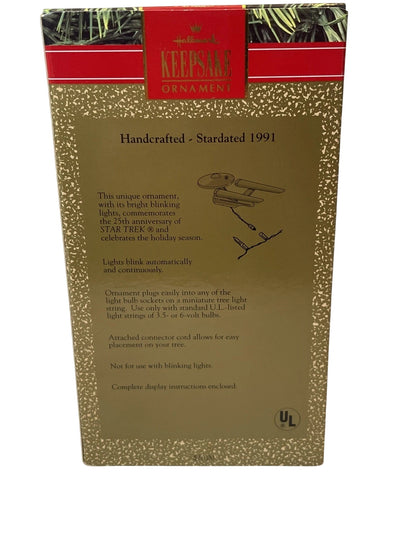 Hallmark
KEEPSAKE
ORNAMENT
Handcrafted - Stardated 1991
This unique ornament,
with its bright blinking
lights, commemorates
the 25th anniversary of
STAR TREK ® and
celebrates the holiday season.
Lights blink automatically
and continuously.
Ornament plugs easily into any of the
light bulb sockets on a miniature tree light
string. Use only with standard U.L.-listed
light strings of 3.5- or 6-volt bulbs.
Attached connector cord allows for easy
placement on your tree.
Not for use with blinking lights.
Complete display instructions enclosed.
UL